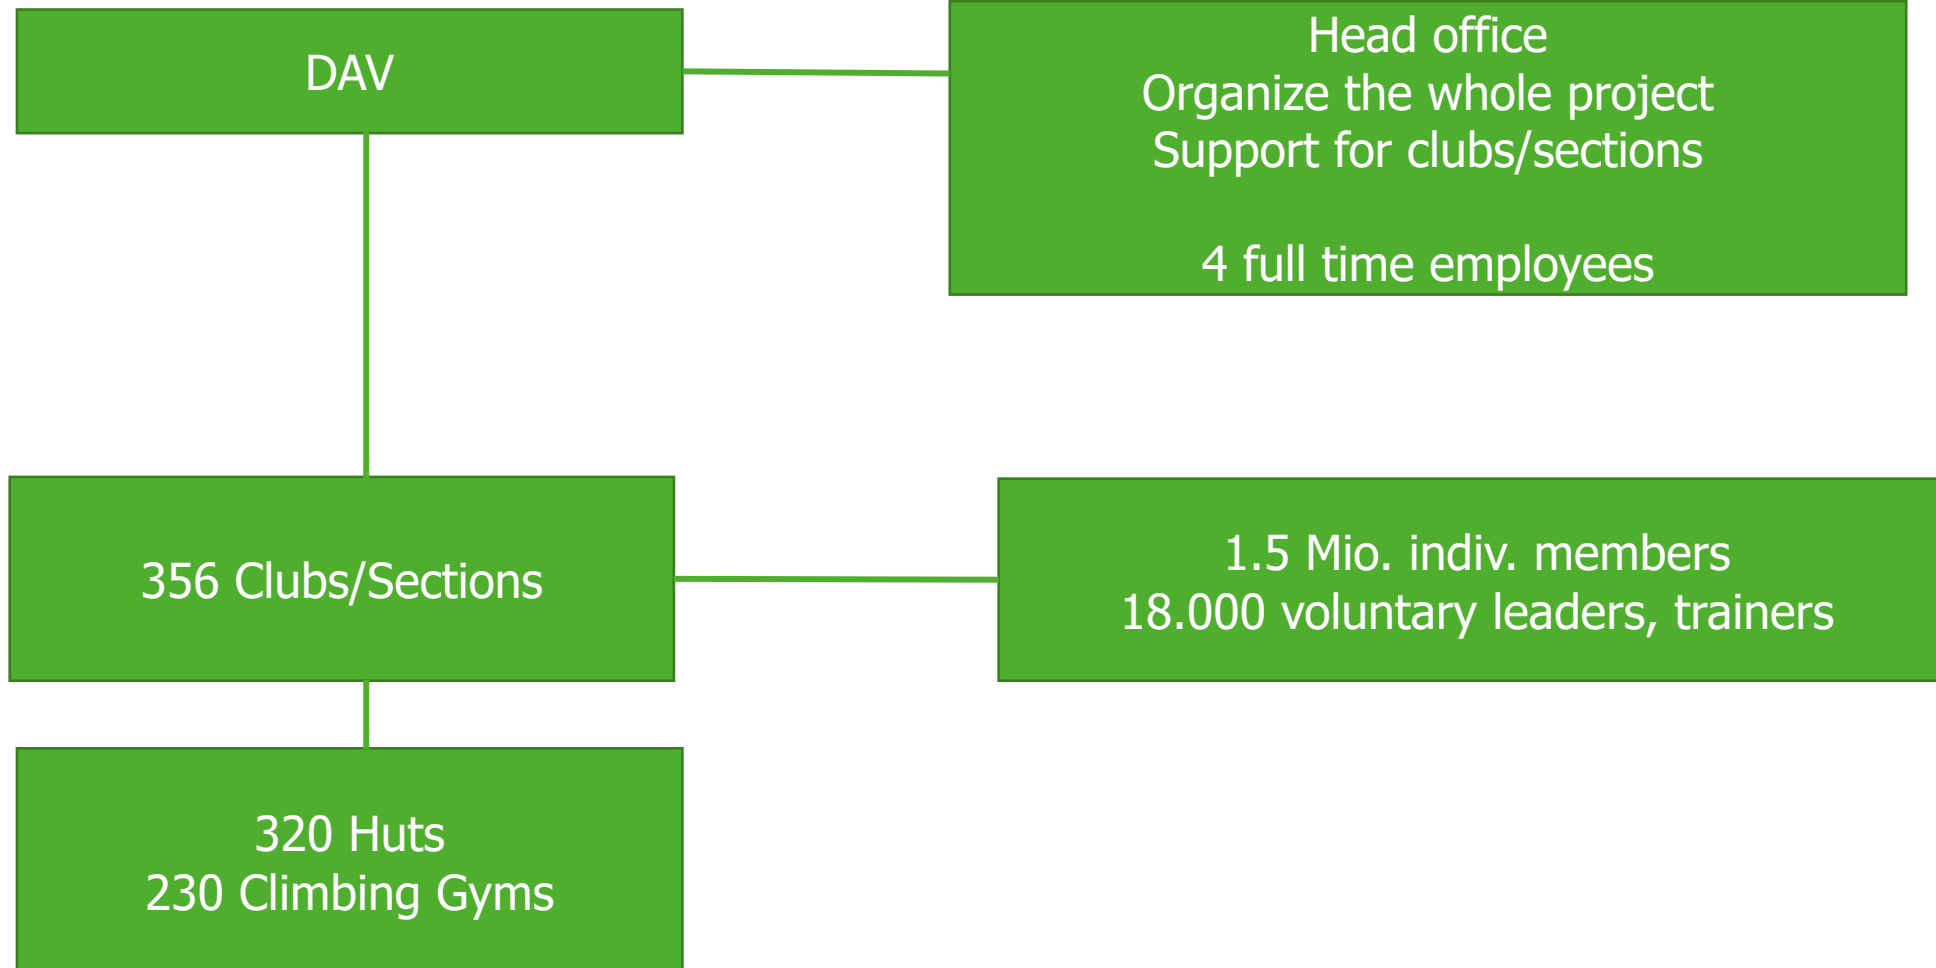 DAV
Head office
Organize the whole project
Support for clubs/sections
4 full time employees
356 Clubs/Sections
1.5 Mio. indiv. members
18.000 voluntary leaders, trainers
320 Huts
230 Climbing Gyms